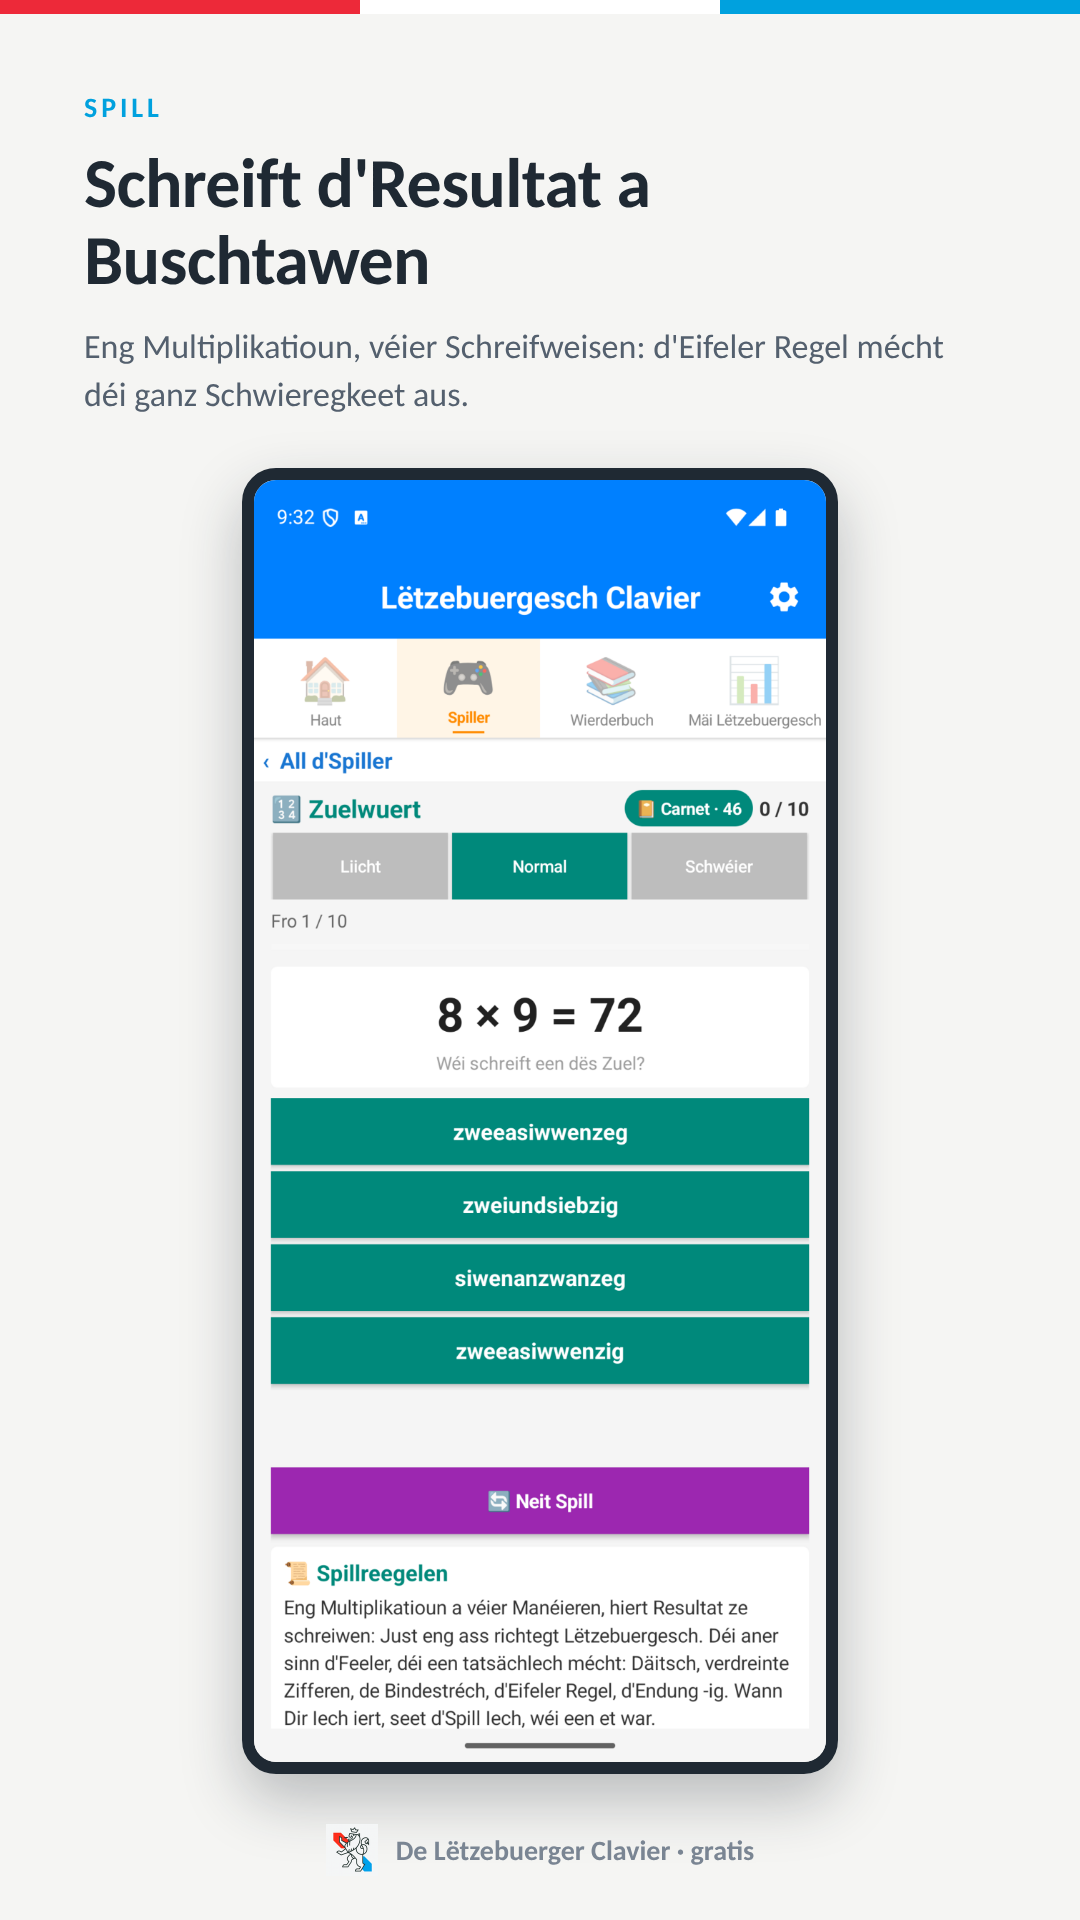 SPILL
Schreift d'Resultat a
Buschtawen
Eng Multiplikatioun, véier Schreifweisen: d'Eifeler Regel mécht
déi ganz Schwieregkeet aus.
9:32
Lëtzebuergesch Clavier
Haut
Spiller
Wierderbuch
Mäi Lëtzebuergesch
‹ All d'Spiller
Zuelwuert
Carnet · 46
0 / 10
Liicht
Normal
Schwéier
Fro 1 / 10
8 × 9 = 72
Wéi schreift een dës Zuel?
zweeasiwwenzeg
zweiundsiebzig
siwenanzwanzeg
zweeasiwwenzig
Neit Spill
Spillreegelen
Eng Multiplikatioun a véier Manéieren, hiert Resultat ze
schreiwen: Just eng ass richtegt Lëtzebuergesch. Déi aner
sinn d'Feeler, déi een tatsächlech mécht: Däitsch, verdreinte
Zifferen, de Bindestréch, d'Eifeler Regel, d'Endung -ig. Wann
Dir Iech iert, seet d'Spill Iech, wéi een et war.
De Lëtzebuerger Clavier · gratis